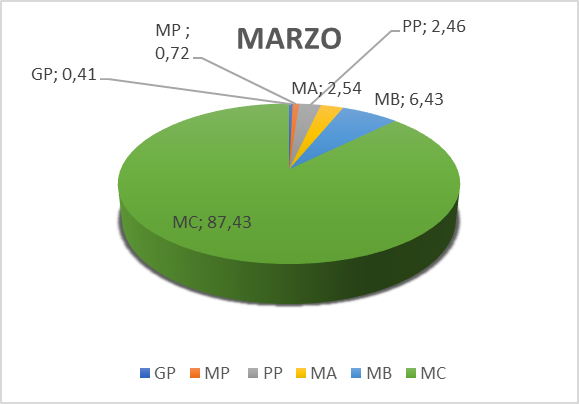 MARZO
MP ;
0,72
PP; 2,46
GP; 0,41
MA; 2,54
MB; 6,43
MC; 87,43
GP MP PP MA MB MC